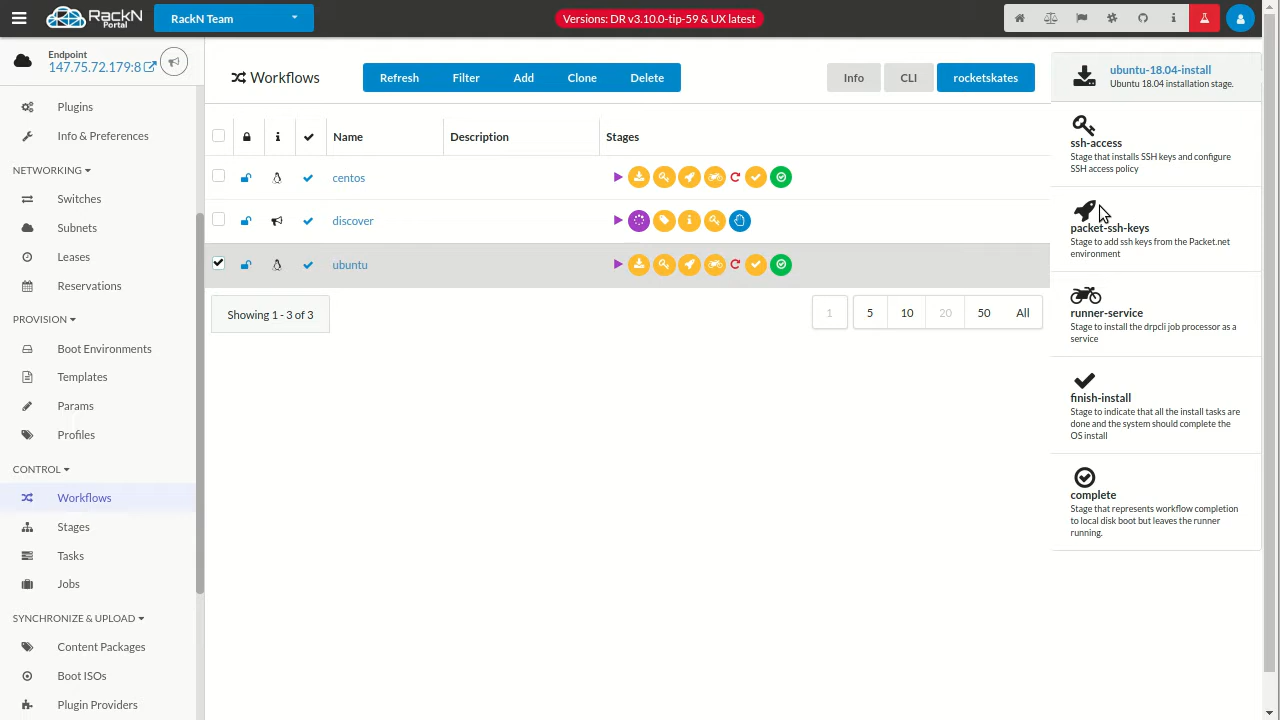 RackN
Portal
RackN Team
Versions: DR v3.10.0-tip-59 & UX latest
Endpoint
147.75.72.179:8
Plugins
Info & Preferences
NETWORKING
Switches
Subnets
Leases
Reservations
PROVISION
Boot Environments
Templates
Params
Profiles
CONTROL
Workflows
Stages
Tasks
Jobs
SYNCHRONIZE & UPLOAD
Content Packages
Boot ISOs
Plugin Providers
Workflows
Refresh
Filter
Add
Clone
Delete
Info
CLI
rocketskates
Name
Description
Stages
centos
discover
ubuntu
Showing 1 - 3 of 3
1
5
10
20
50
All
ubuntu-18.04-install
Ubuntu 18.04 installation stage.
ssh-access
Stage that installs SSH keys and configure
SSH access policy
packet-ssh-keys
Stage to add ssh keys from the Packet.net
environment
runner-service
Stage to install the drpcli job processor as a
service
finish-install
Stage to indicate that all the install tasks are
done and the system should complete the
OS install
complete
Stage that represents workflow completion
to local disk boot but leaves the runner
running.